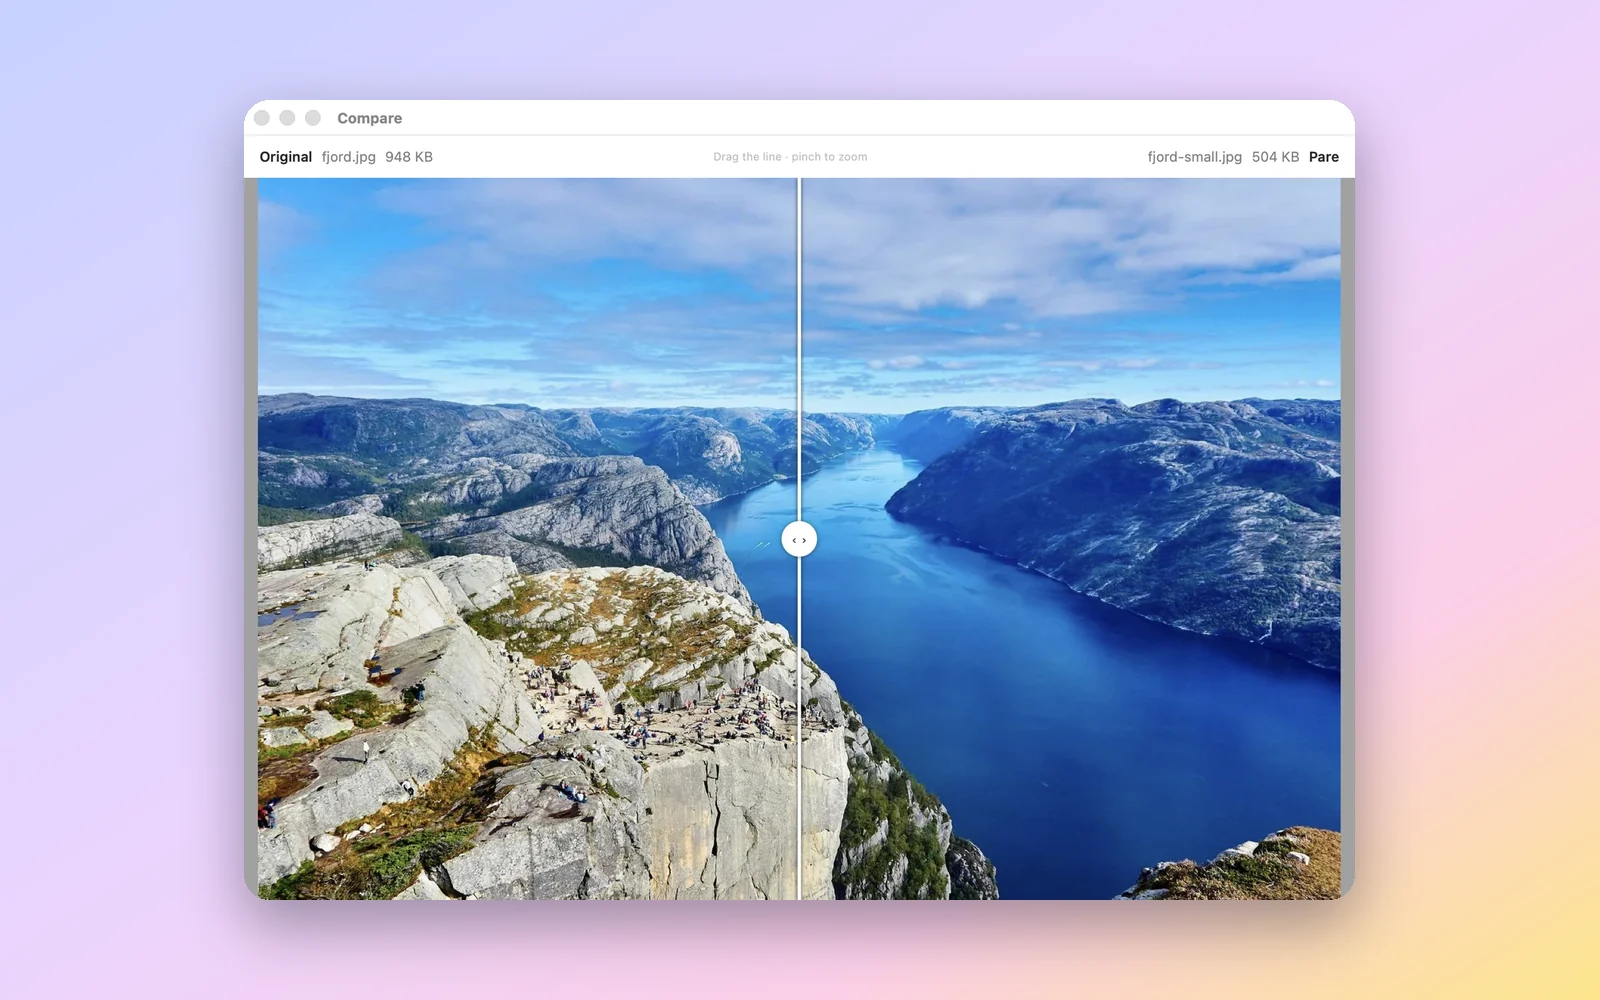 Compare
Original fjord.jpg 948 KB
Drag the line · pinch to zoom
fjord-small.jpg 504 KB Pare